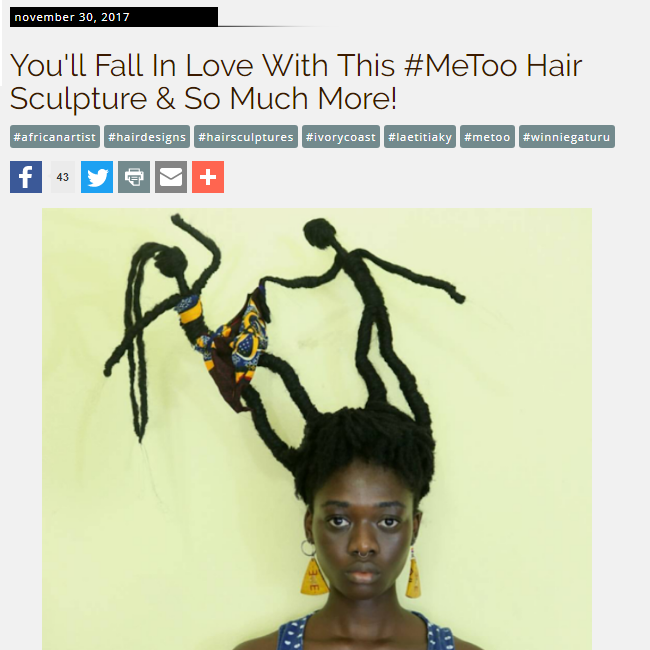 november 30, 2017
You'll Fall In Love With This #MeToo Hair
Sculpture & So Much More!
#africanartist #hairdesigns #hairsculptures #ivorycoast #laetitiaky #metoo #winniegaturu
43